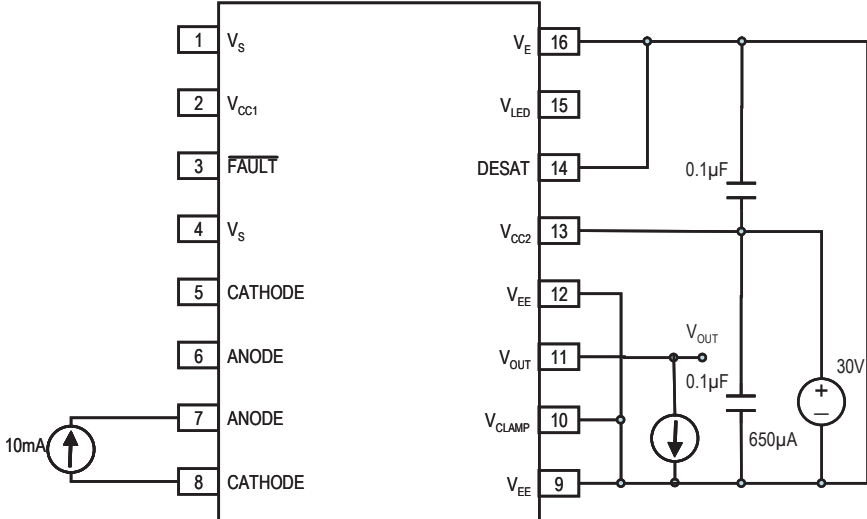 1 V_S
2 V_CC1
3 FAULT
4 V_S
5 CATHODE
6 ANODE
7 ANODE
8 CATHODE
10mA
V_E 16
V_LED 15
DESAT 14
V_CC2 13
V_EE 12
V_OUT 11
V_CLAMP 10
V_EE 9
0.1µF
V_OUT
0.1µF
30V
+
–
650µA